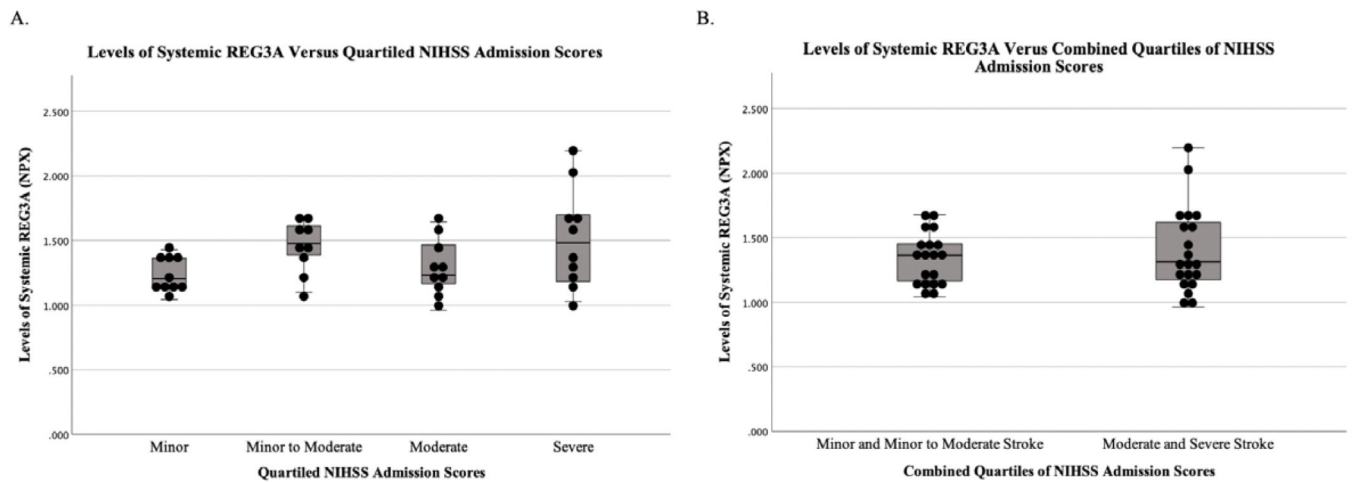 A.
Levels of Systemic REG3A Versus Quartiled NIHSS Admission Scores
Levels of Systemic REG3A (NPX)
2.500
2.000
1.500
1.000
.500
.000
Minor
Minor to Moderate
Moderate
Severe
Quartiled NIHSS Admission Scores
B.
Levels of Systemic REG3A Verus Combined Quartiles of NIHSS
Admission Scores
Levels of Systemic REG3A (NPX)
2.500
2.000
1.500
1.000
.500
.000
Minor and Minor to Moderate Stroke
Moderate and Severe Stroke
Combined Quartiles of NIHSS Admission Scores